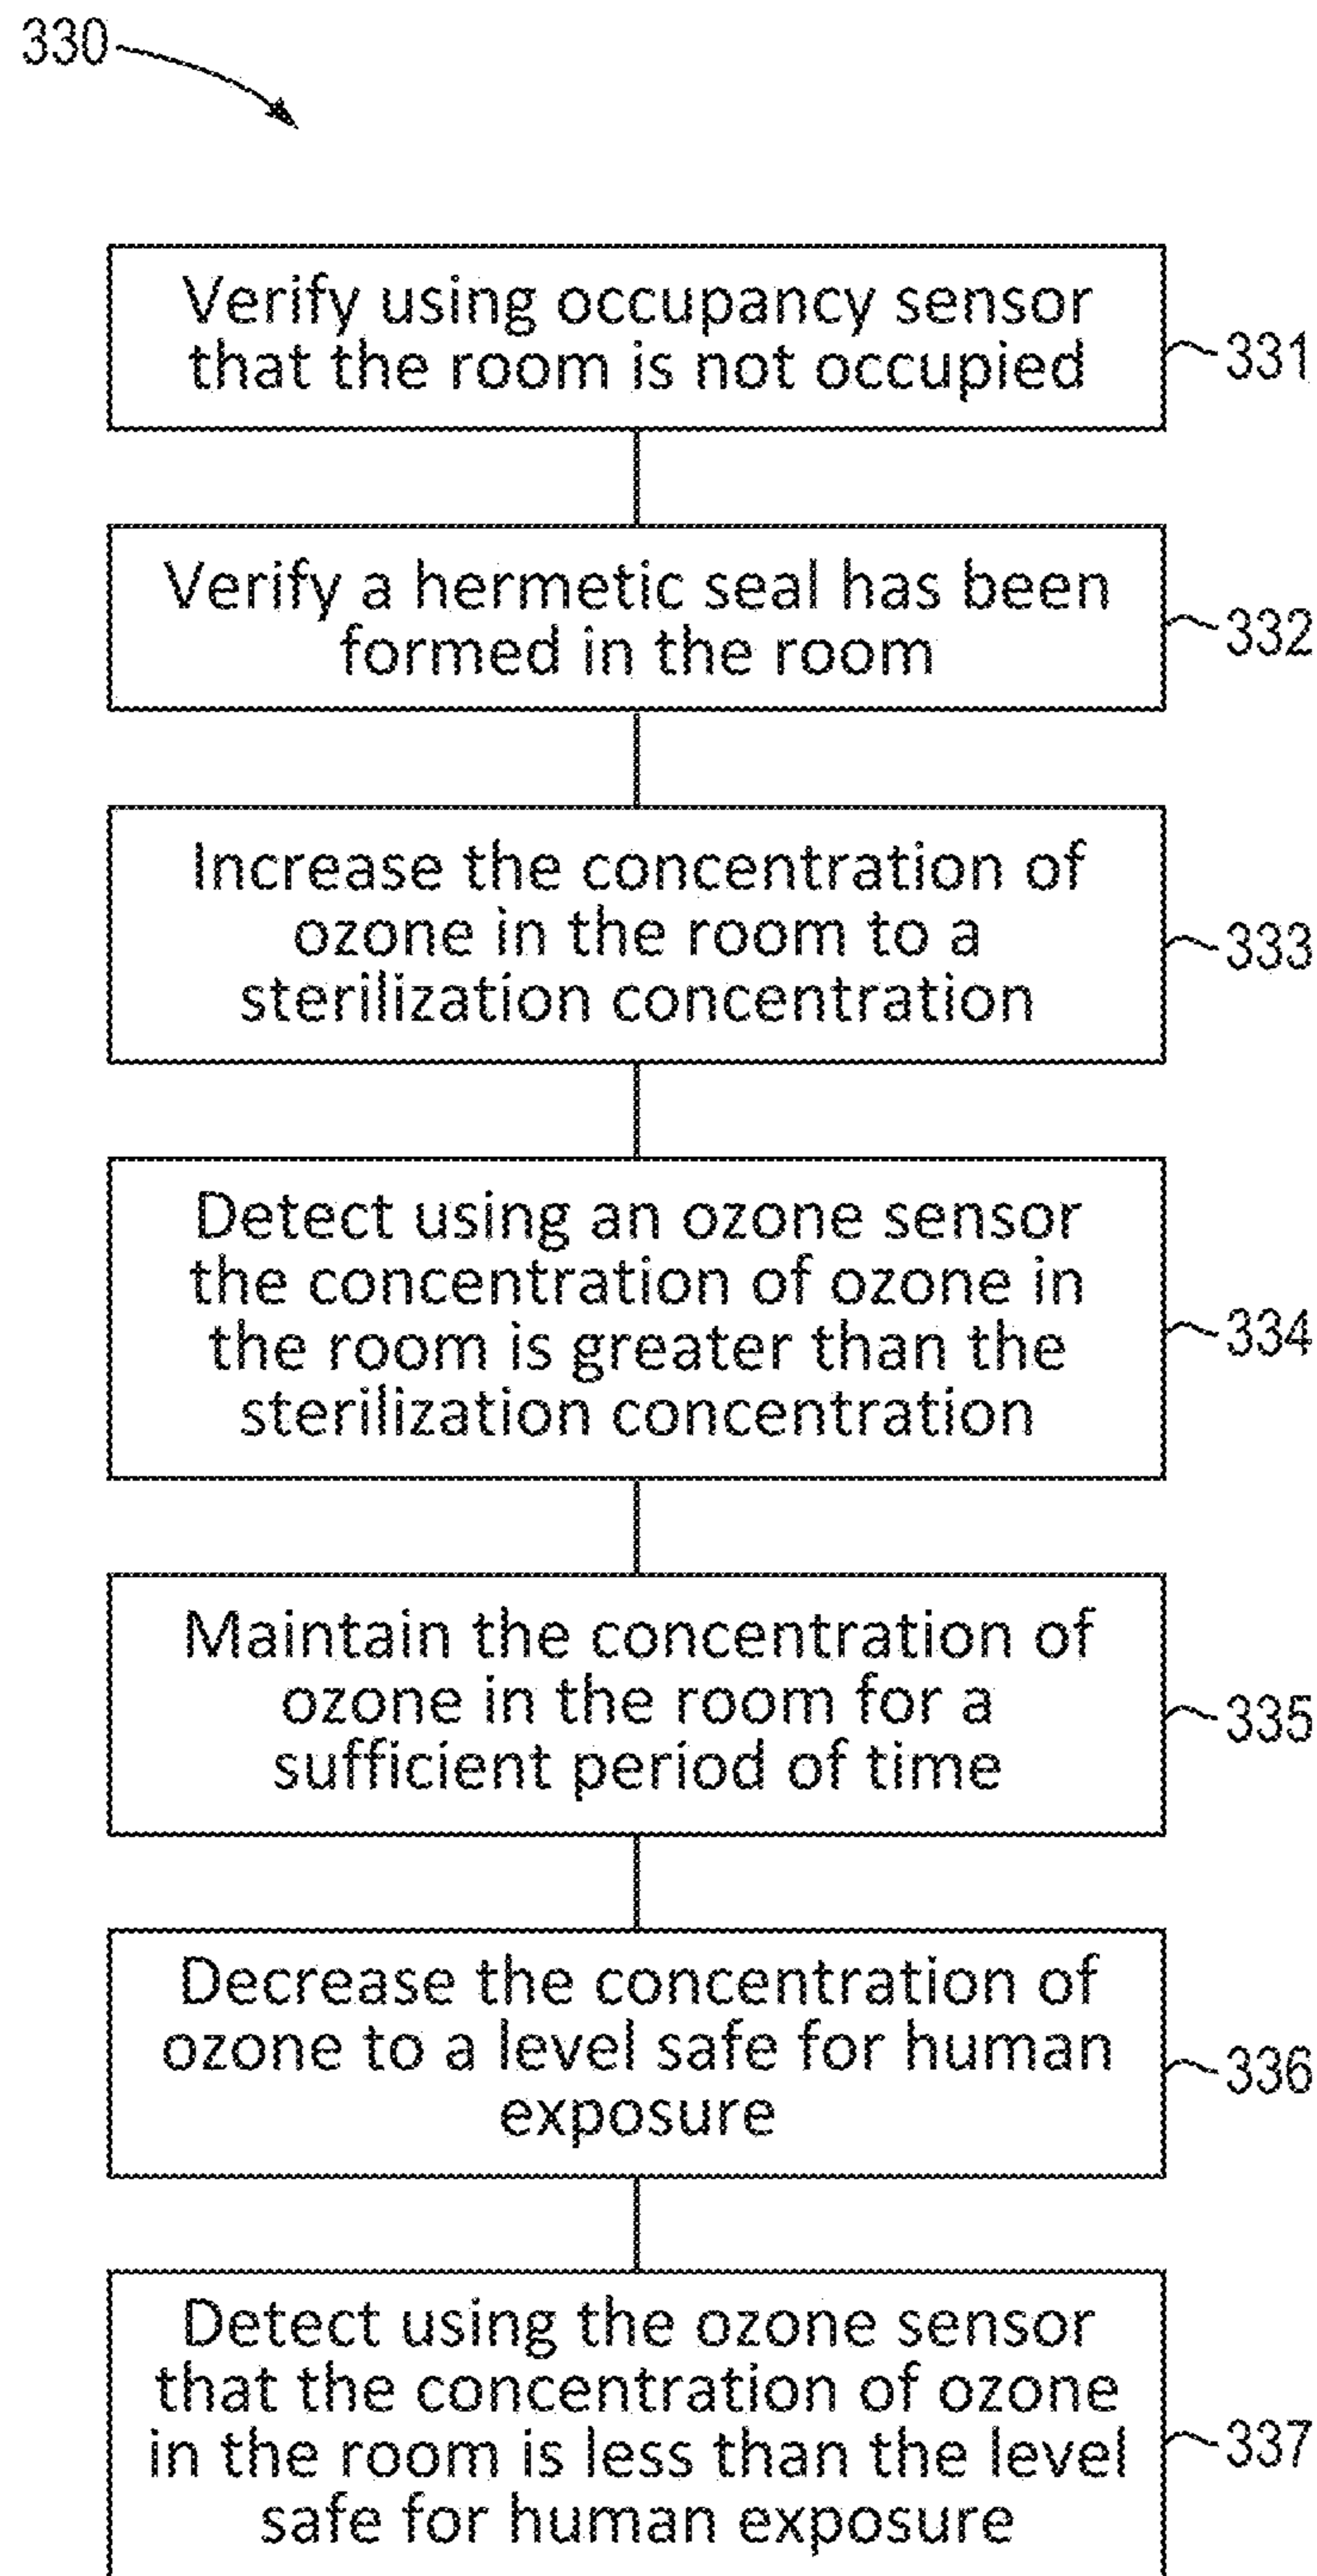 330
Verify using occupancy sensor
that the room is not occupied
331
Verify a hermetic seal has been
formed in the room
332
Increase the concentration of
ozone in the room to a
sterilization concentration
333
Detect using an ozone sensor
the concentration of ozone in
the room is greater than the
sterilization concentration
334
Maintain the concentration of
ozone in the room for a
sufficient period of time
335
Decrease the concentration of
ozone to a level safe for human
exposure
336
Detect using the ozone sensor
that the concentration of ozone
in the room is less than the level
safe for human exposure
337